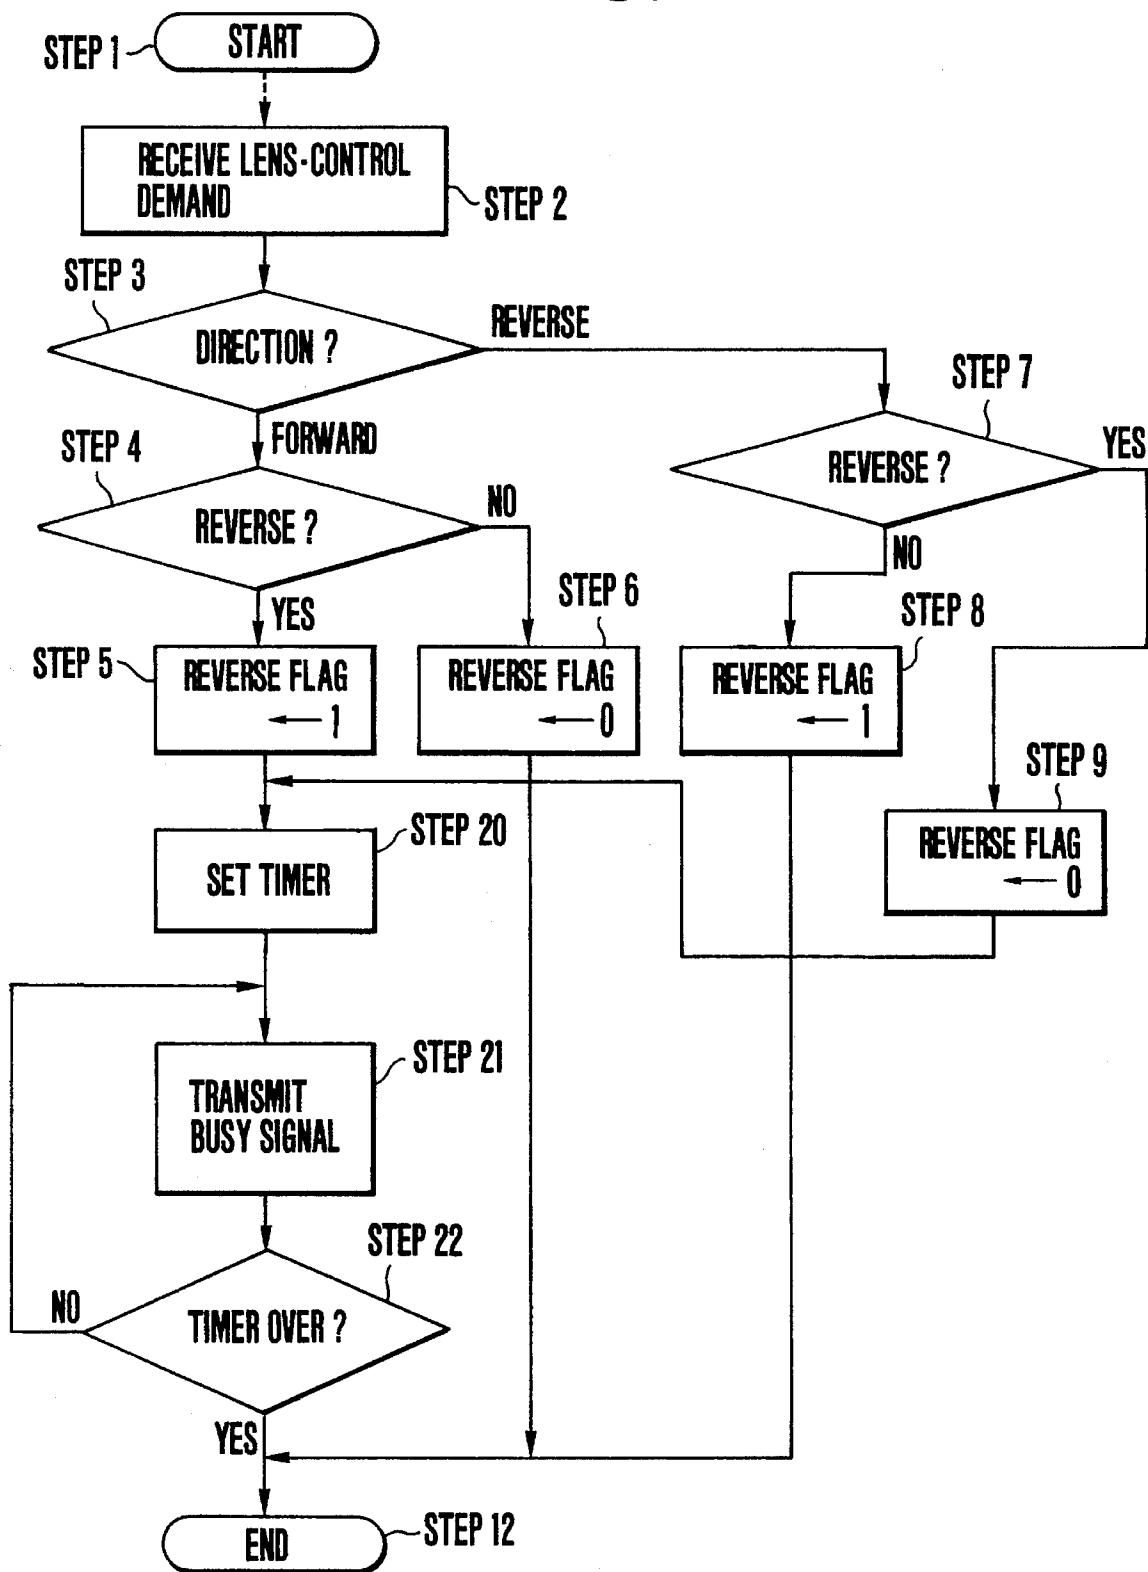 STEP 1
START
RECEIVE LENS-CONTROL
DEMAND
STEP 2
STEP 3
DIRECTION ?
REVERSE
FORWARD
STEP 4
REVERSE ?
NO
YES
STEP 7
REVERSE ?
YES
NO
STEP 5
REVERSE FLAG
← 1
STEP 6
REVERSE FLAG
← 0
STEP 8
REVERSE FLAG
← 1
STEP 9
REVERSE FLAG
← 0
STEP 20
SET TIMER
STEP 21
TRANSMIT
BUSY SIGNAL
STEP 22
TIMER OVER ?
NO
YES
END
STEP 12